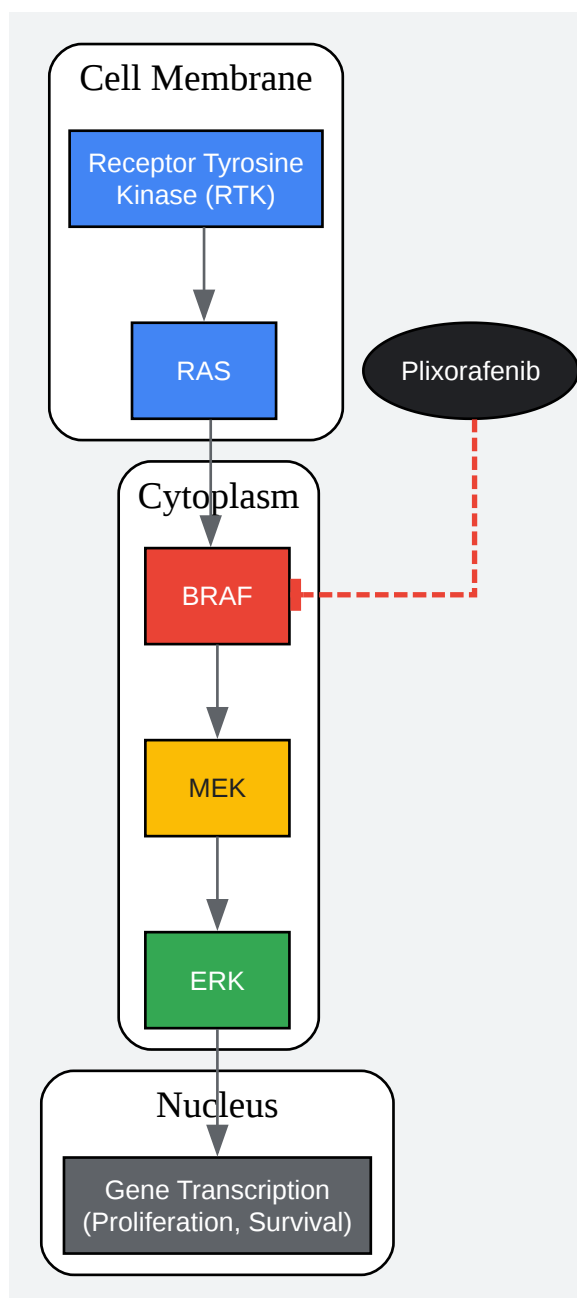 Cell Membrane
Receptor Tyrosine
Kinase (RTK)
RAS
Plixorafenib
Cytoplasm
BRAF
MEK
ERK
Nucleus
Gene Transcription
(Proliferation, Survival)